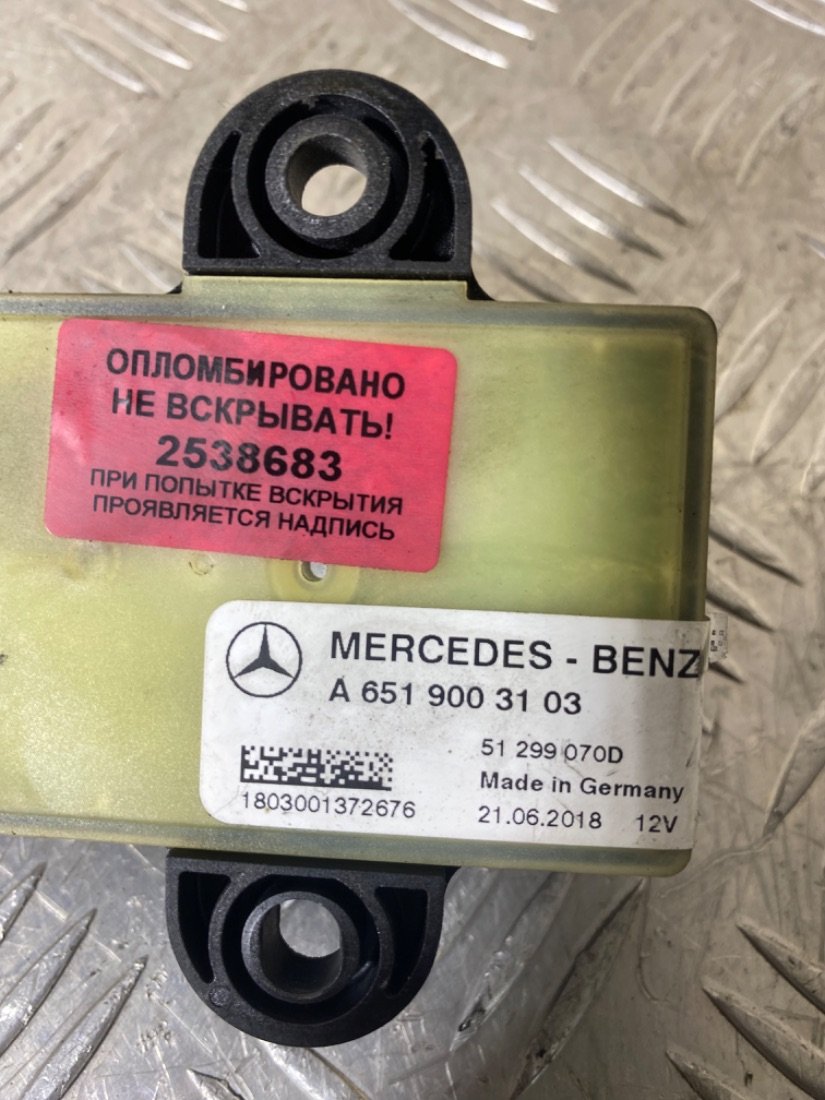 ОПЛОМБИРОВАНО
НЕ ВСКРЫВАТЬ!
2538683
ПРИ ПОПЫТКЕ ВСКРЫТИЯ
ПРОЯВЛЯЕТСЯ НАДПИСЬ
MERCEDES - BENZ
A 651 900 31 03
51 299 070D
Made in Germany
1803001372676
21.06.2018 12V